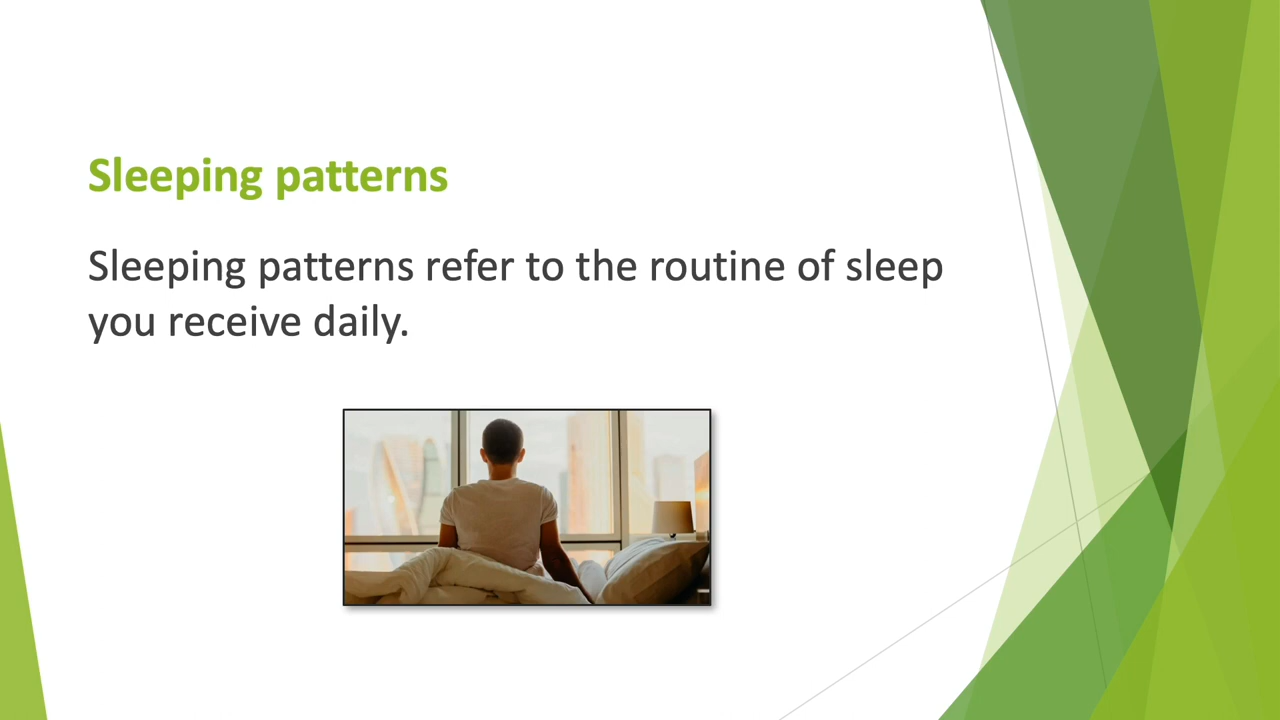 Sleeping patterns
Sleeping patterns refer to the routine of sleep
you receive daily.